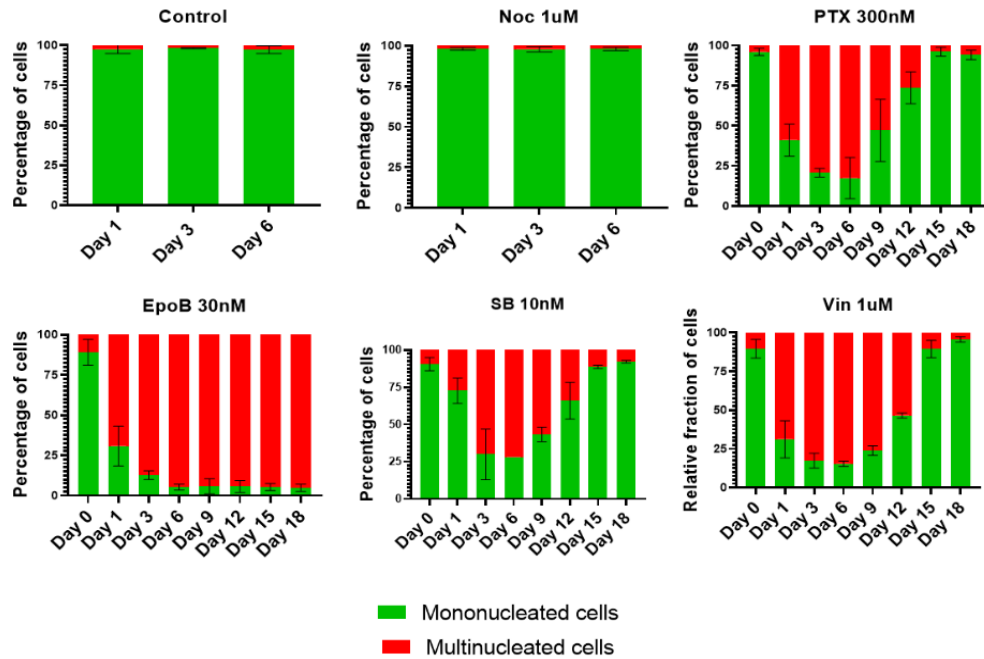 Control
Percentage of cells
100
75
50
25
0
Day 1
Day 3
Day 6
Noc 1uM
Percentage of cells
100
75
50
25
0
Day 1
Day 3
Day 6
PTX 300nM
Percentage of cells
100
75
50
25
0
Day 0
Day 1
Day 3
Day 6
Day 9
Day 12
Day 15
Day 18
EpoB 30nM
Percentage of cells
100
75
50
25
0
Day 0
Day 1
Day 3
Day 6
Day 9
Day 12
Day 15
Day 18
SB 10nM
Percentage of cells
100
75
50
25
0
Day 0
Day 1
Day 3
Day 6
Day 9
Day 12
Day 15
Day 18
Vin 1uM
Relative fraction of cells
100
75
50
25
0
Day 0
Day 1
Day 3
Day 6
Day 9
Day 12
Day 15
Day 18
Mononucleated cells
Multinucleated cells